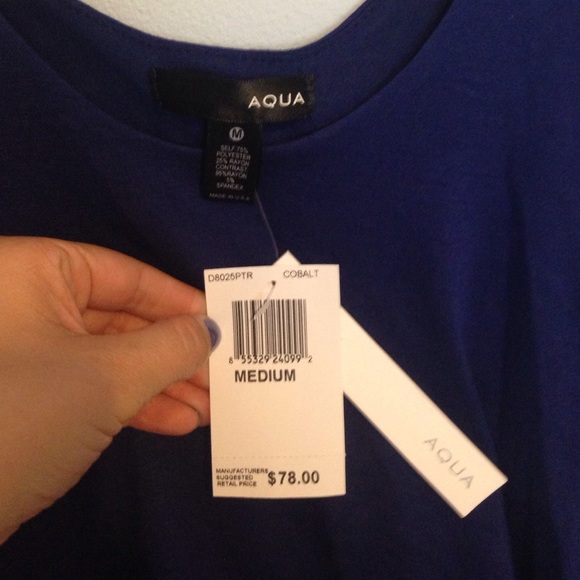 AQUA
M
SELF 75%
POLYESTER
25% RAYON
CONTRAST
95% RAYON
5%
SPANDEX
MADE IN U.S.A
D8025PTR COBALT
8 55329 24099 2
MEDIUM
MANUFACTURERS
SUGGESTED
RETAIL PRICE $78.00
AQUA